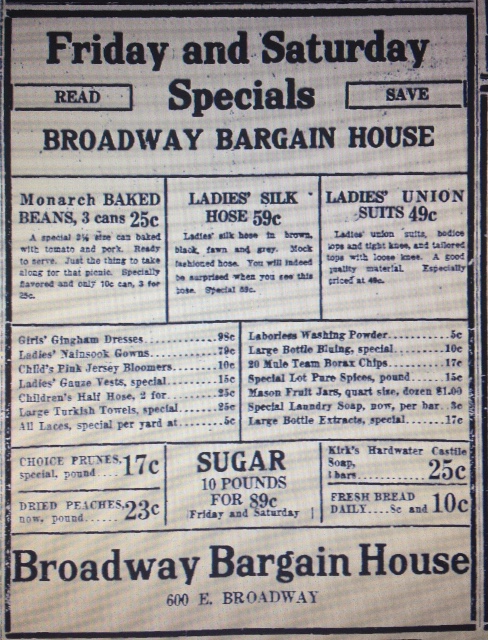 Friday and Saturday
READ
Specials
SAVE
BROADWAY BARGAIN HOUSE
Monarch BAKED
BEANS, 3 cans 25c
A special 2¼ size can baked
with tomato and pork. Ready
to serve. Just the thing to take
along for that picnic. Specially
flavored and only 10c can, 3 for
25c.
LADIES' SILK
HOSE 59c
Ladies' silk hose in brown,
black, fawn and grey. Mock
fashioned hose. You will indeed
be surprised when you see this
hose. Special 59c.
LADIES' UNION
SUITS 49c
Ladies' union suits, bodice
tops and tight knee, and tailored
tops with loose knee. A good
quality material. Especially
priced at 49c.
Girls' Gingham Dresses..........98c
Ladies' Nainsook Gowns..........79c
Child's Pink Jersey Bloomers....10c
Ladies' Gauze Vests, special....15c
Children's Half Hose, 2 for.....25c
Large Turkish Towels, special...25c
All Laces, special per yard at...5c
Laborless Washing Powder.........5c
Large Bottle Bluing, special....10c
20 Mule Team Borax Chips........17c
Special Lot Pure Spices, pound..15c
Mason Fruit Jars, quart size, dozen $1.00
Special Laundry Soap, now, per bar..3c
Large Bottle Extracts, special....17c
CHOICE PRUNES, 17c
special, pound....
DRIED PEACHES, 23c
now, pound......
SUGAR
10 POUNDS
FOR 89c
Friday and Saturday
Kirk's Hardwater Castile
Soap,
bars............ 25c
FRESH BREAD
DAILY....8c and 10c
Broadway Bargain House
600 E. BROADWAY